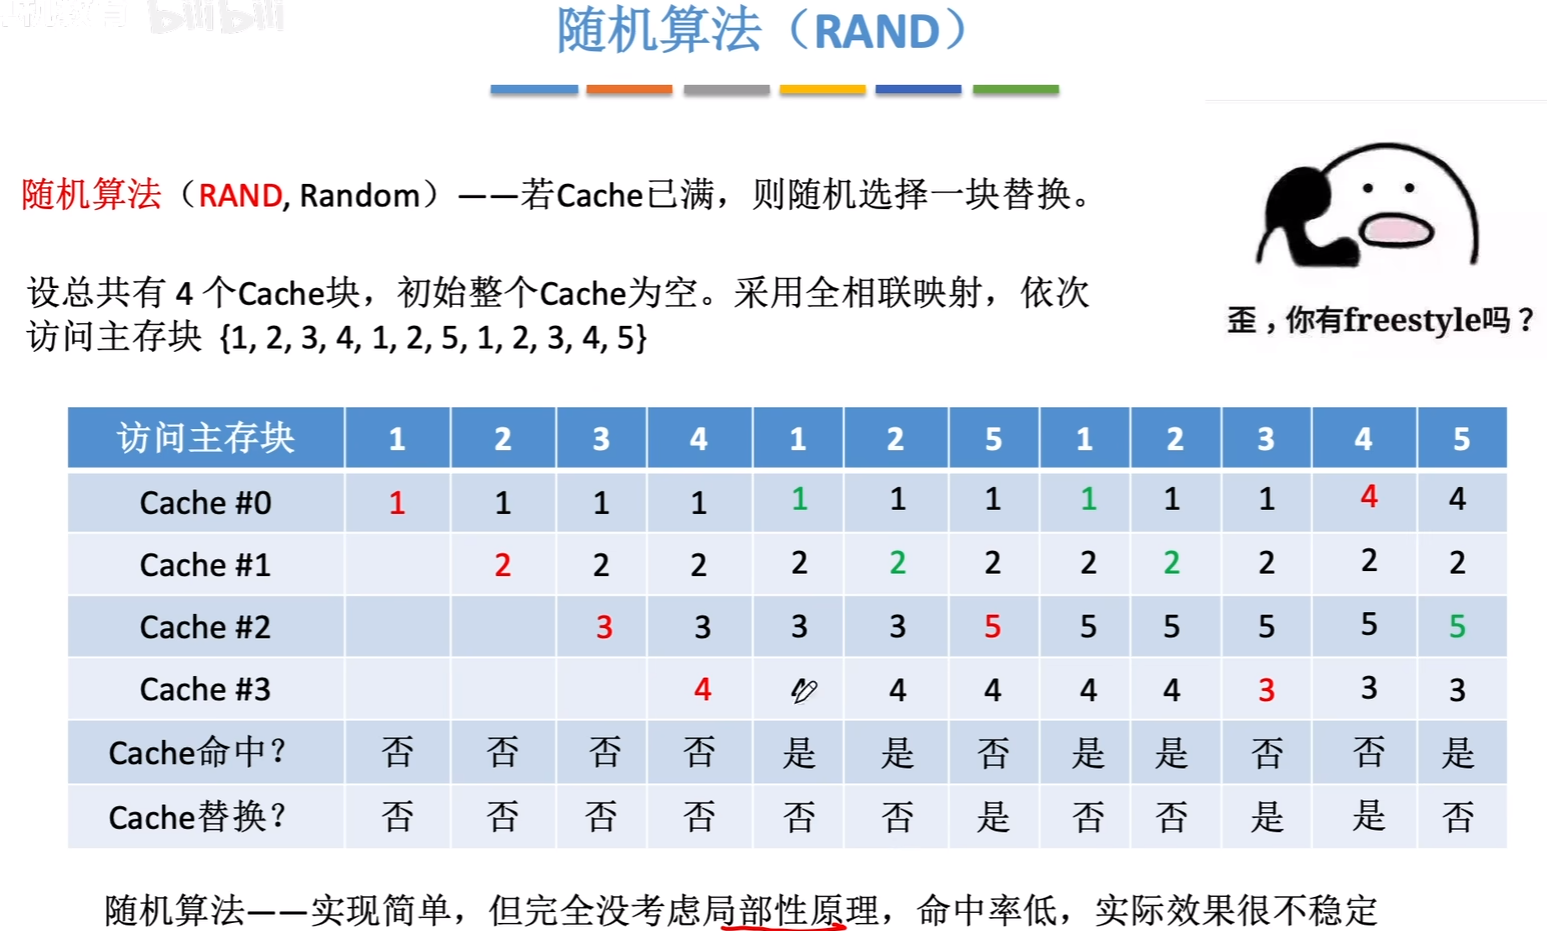 bilibili
随机算法（RAND）
随机算法（RAND, Random）——若Cache已满，则随机选择一块替换。
设总共有 4 个Cache块，初始整个Cache为空。采用全相联映射，依次
访问主存块 {1, 2, 3, 4, 1, 2, 5, 1, 2, 3, 4, 5}
歪，你有freestyle吗？
访问主存块 1 2 3 4 1 2 5 1 2 3 4 5
Cache #0 1 1 1 1 1 1 1 1 1 1 4 4
Cache #1 2 2 2 2 2 2 2 2 2 2 2
Cache #2 3 3 3 3 5 5 5 5 5 5
Cache #3 4 4 4 4 4 3 3 3
Cache命中？ 否 否 否 否 是 是 否 是 是 否 否 是
Cache替换？ 否 否 否 否 否 否 是 否 否 是 是 否
随机算法——实现简单，但完全没考虑局部性原理，命中率低，实际效果很不稳定